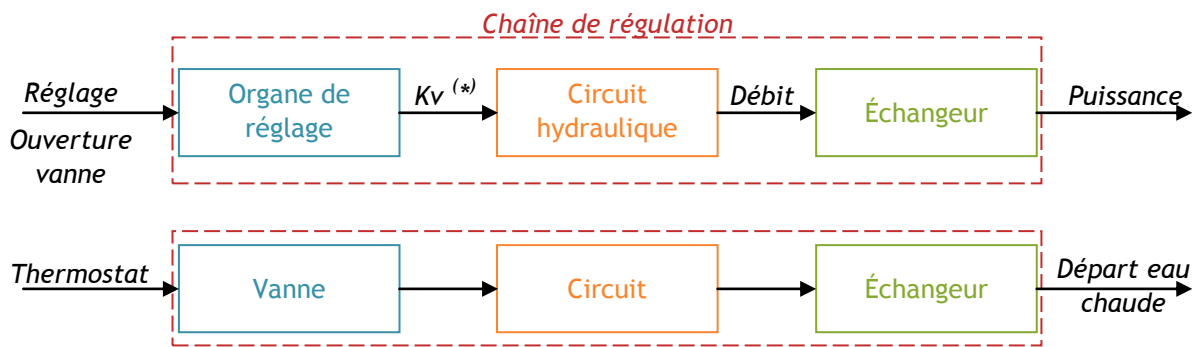 Chaîne de régulation
Réglage
Ouverture
vanne
Organe de
réglage
Kv (*)
Circuit
hydraulique
Débit
Échangeur
Puissance
Thermostat
Vanne
Circuit
Échangeur
Départ eau
chaude